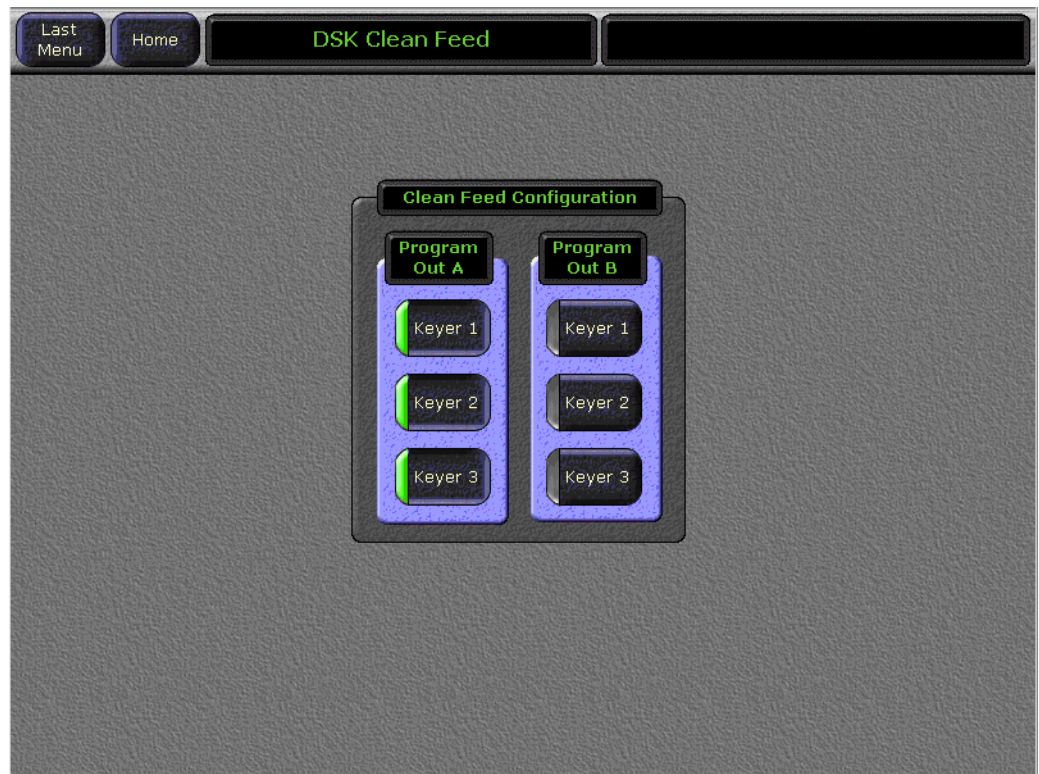 Last
Menu
Home
DSK Clean Feed
Clean Feed Configuration
Program
Out A
Keyer 1
Keyer 2
Keyer 3
Program
Out B
Keyer 1
Keyer 2
Keyer 3